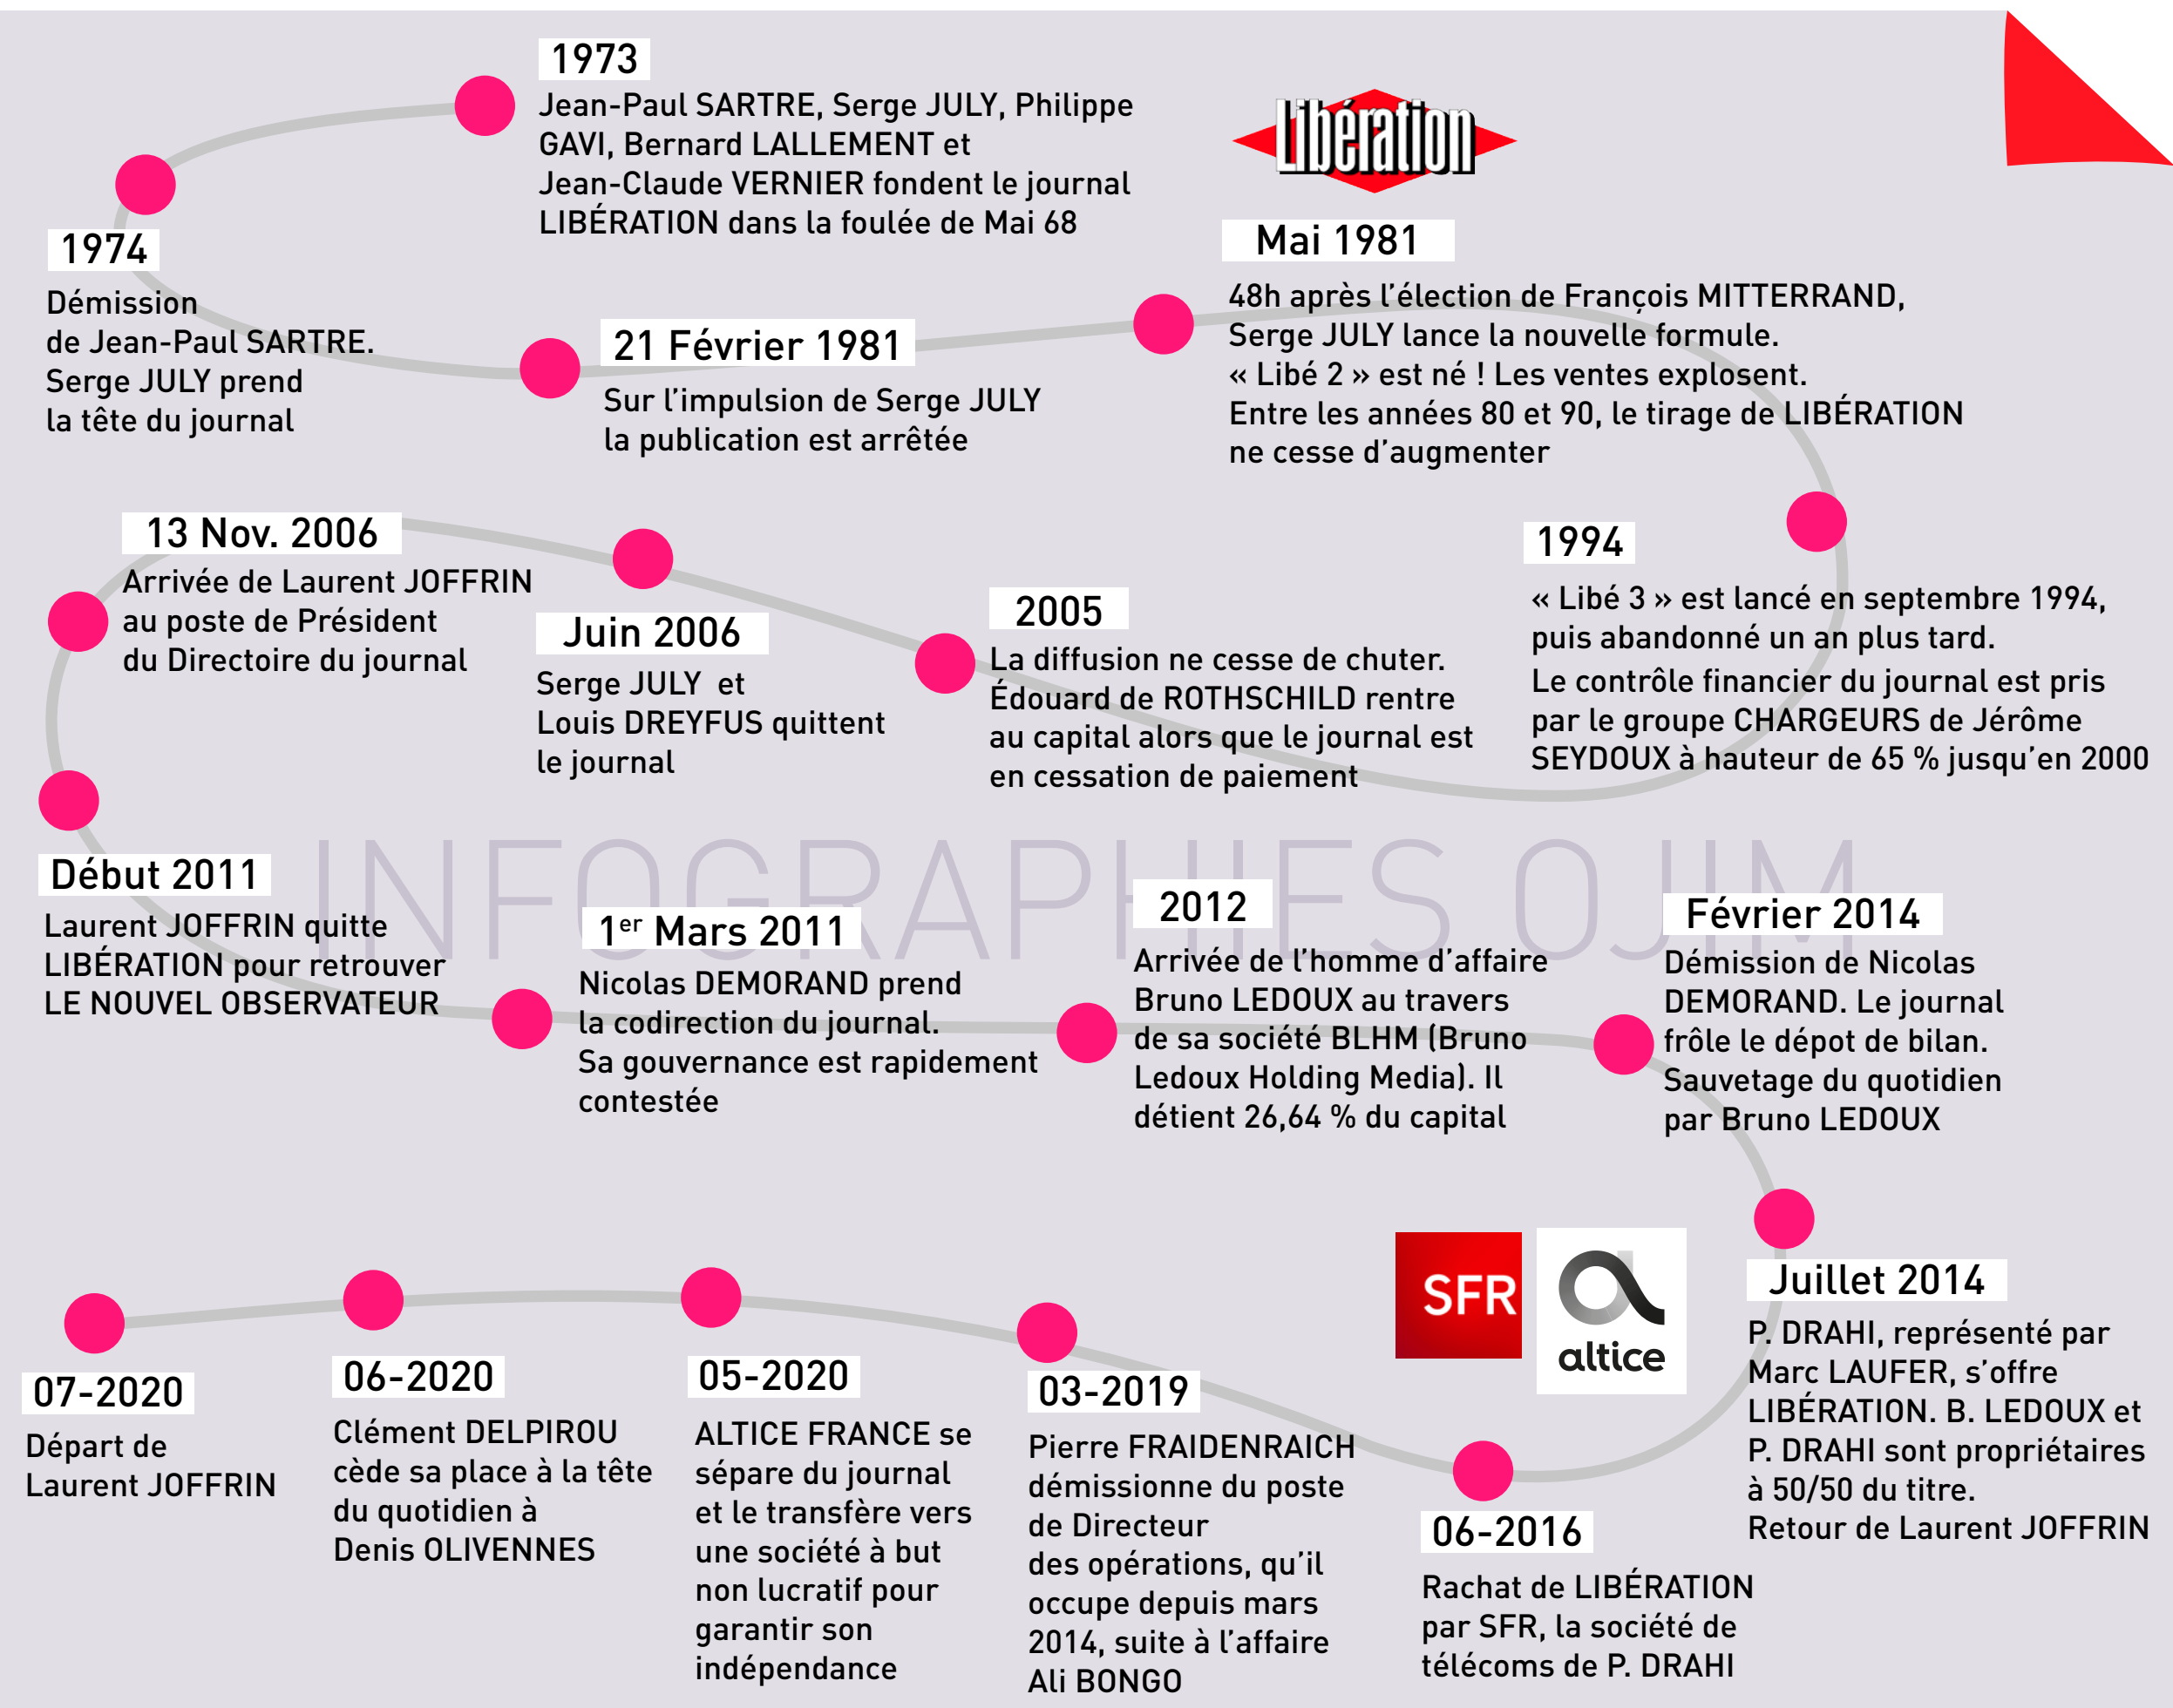 1973
Jean-Paul SARTRE, Serge JULY, Philippe
GAVI, Bernard LALLEMENT et
Jean-Claude VERNIER fondent le journal
LIBÉRATION dans la foulée de Mai 68
Libération
1974
Démission
de Jean-Paul SARTRE.
Serge JULY prend
la tête du journal
21 Février 1981
Sur l’impulsion de Serge JULY
la publication est arrêtée
Mai 1981
48h après l’élection de François MITTERRAND,
Serge JULY lance la nouvelle formule.
« Libé 2 » est né ! Les ventes explosent.
Entre les années 80 et 90, le tirage de LIBÉRATION
ne cesse d’augmenter
1994
« Libé 3 » est lancé en septembre 1994,
puis abandonné un an plus tard.
Le contrôle financier du journal est pris
par le groupe CHARGEURS de Jérôme
SEYDOUX à hauteur de 65 % jusqu’en 2000
2005
La diffusion ne cesse de chuter.
Édouard de ROTHSCHILD rentre
au capital alors que le journal est
en cessation de paiement
Juin 2006
Serge JULY et
Louis DREYFUS quittent
le journal
13 Nov. 2006
Arrivée de Laurent JOFFRIN
au poste de Président
du Directoire du journal
INFOGRAPHIES OJIM
Début 2011
Laurent JOFFRIN quitte
LIBÉRATION pour retrouver
LE NOUVEL OBSERVATEUR
1er Mars 2011
Nicolas DEMORAND prend
la codirection du journal.
Sa gouvernance est rapidement
contestée
2012
Arrivée de l’homme d’affaire
Bruno LEDOUX au travers
de sa société BLHM (Bruno
Ledoux Holding Media). Il
détient 26,64 % du capital
Février 2014
Démission de Nicolas
DEMORAND. Le journal
frôle le dépot de bilan.
Sauvetage du quotidien
par Bruno LEDOUX
Juillet 2014
P. DRAHI, représenté par
Marc LAUFER, s’offre
LIBÉRATION. B. LEDOUX et
P. DRAHI sont propriétaires
à 50/50 du titre.
Retour de Laurent JOFFRIN
SFR
altice
06-2016
Rachat de LIBÉRATION
par SFR, la société de
télécoms de P. DRAHI
03-2019
Pierre FRAIDENRAICH
démissionne du poste
de Directeur
des opérations, qu’il
occupe depuis mars
2014, suite à l’affaire
Ali BONGO
05-2020
ALTICE FRANCE se
sépare du journal
et le transfère vers
une société à but
non lucratif pour
garantir son
indépendance
06-2020
Clément DELPIROU
cède sa place à la tête
du quotidien à
Denis OLIVENNES
07-2020
Départ de
Laurent JOFFRIN